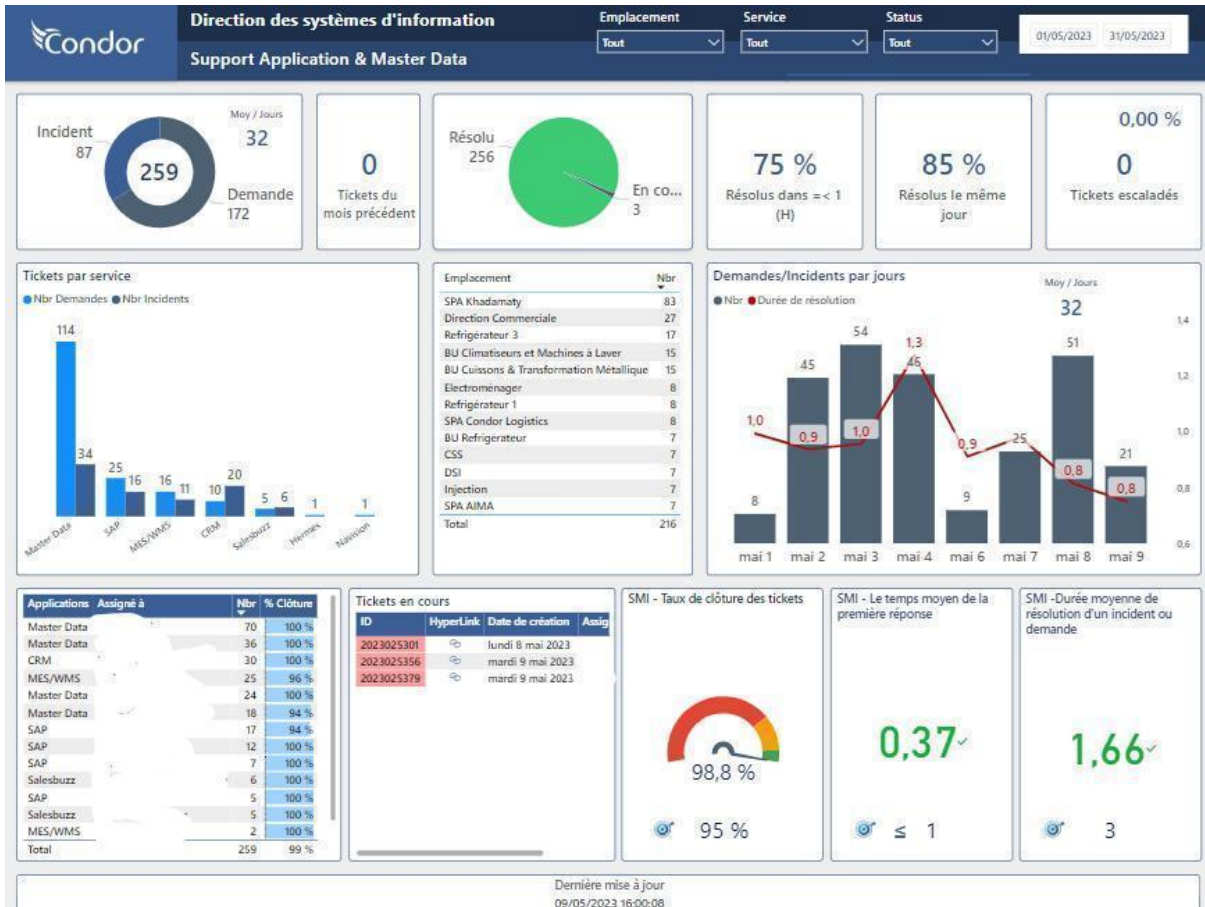 Condor
Direction des systèmes d'information
Support Application & Master Data
Emplacement
Tout
Service
Tout
Status
Tout
01/05/2023 31/05/2023
Incident
87
259
Moy / Jours
32
Demande
172
0
Tickets du
mois précédent
Résolu
256
En co...
3
75 %
Résolus dans =< 1
(H)
85 %
Résolus le même
jour
0,00 %
0
Tickets escaladés
Tickets par service
Nbr Demandes Nbr Incidents
114
34
25
16
16
11
10
20
5
6
1
1
Master Data
SAP
MES/WMS
CRM
Salesbuzz
Hermes
Navision
Emplacement Nbr
SPA Khadamaty 83
Direction Commerciale 27
Refrigérateur 3 17
BU Climatiseurs et Machines à Laver 15
BU Cuissons & Transformation Métallique 15
Electroménager 8
Refrigérateur 1 8
SPA Condor Logistics 8
BU Refrigérateur 7
CSS 7
DSI 7
Injection 7
SPA AIMA 7
Total 216
Demandes/Incidents par jours
Nbr Durée de résolution
Moy / Jours
32
1,4
1,2
1,0
0,8
0,6
8
45
54
46
9
25
51
21
1,0
0,9
1,0
1,3
0,9
0,8
0,8
mai 1 mai 2 mai 3 mai 4 mai 6 mai 7 mai 8 mai 9
Applications Assigné à Nbr % Clôture
Master Data 70 100 %
Master Data 36 100 %
CRM 30 100 %
MES/WMS 25 96 %
Master Data 24 100 %
Master Data 18 94 %
SAP 17 94 %
SAP 12 100 %
SAP 7 100 %
Salesbuzz 6 100 %
SAP 5 100 %
Salesbuzz 5 100 %
MES/WMS 2 100 %
Total 259 99 %
Tickets en cours
ID HyperLink Date de création Assig
2023025301 lundi 8 mai 2023
2023025356 mardi 9 mai 2023
2023025379 mardi 9 mai 2023
SMI - Taux de clôture des tickets
98,8 %
95 %
SMI - Le temps moyen de la
première réponse
0,37
≤ 1
SMI -Durée moyenne de
résolution d'un incident ou
demande
1,66
3
Dernière mise à jour
09/05/2023 16:00:08